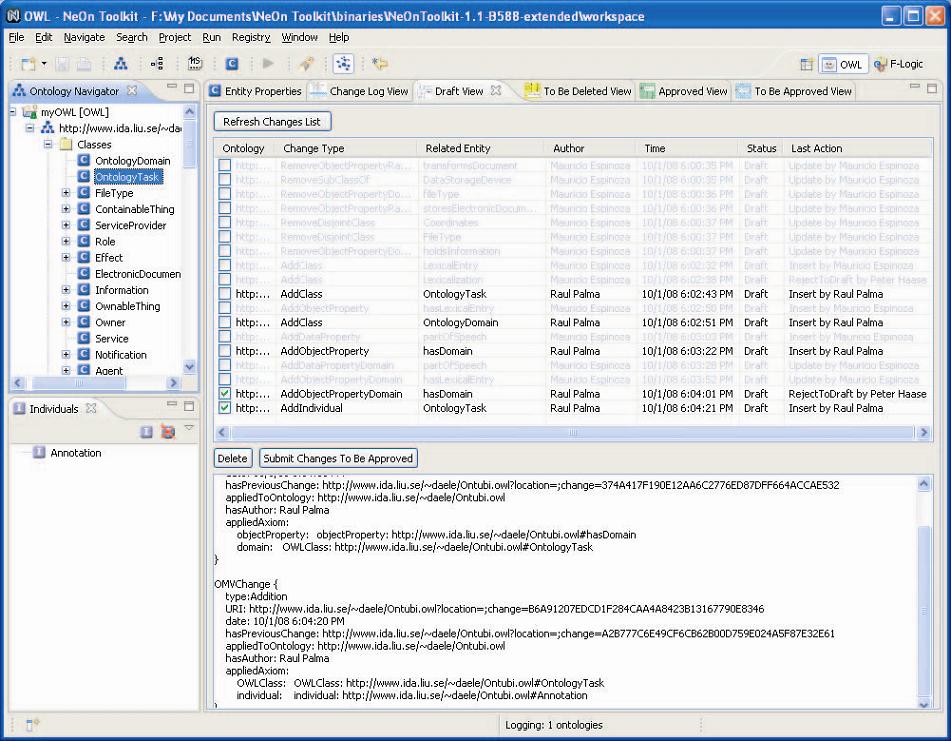 OWL - NeOn Toolkit - F:\My Documents\NeOn Toolkit\binaries\NeOnToolkit-1.1-B588-extended\workspace
File Edit Navigate Search Project Run Registry Window Help
OWL F-Logic
Ontology Navigator
myOWL [OWL]
http://www.ida.liu.se/~dae
Classes
OntologyDomain
OntologyTask
FileType
ContainableThing
ServiceProvider
Role
Effect
ElectronicDocumen
Information
OwnableThing
Owner
Service
Notification
Agent
Individuals
Annotation
Entity Properties Change Log View Draft View To Be Deleted View Approved View To Be Approved View
Refresh Changes List
Ontology Change Type Related Entity Author Time Status Last Action
http:... RemoveObjectPropertyRa... transformsDocument Mauricio Espinoza 10/1/08 6:00:35 PM Draft Update by Mauricio Espinoza
http:... RemoveSubClassOf DataStorageDevice Mauricio Espinoza 10/1/08 6:00:35 PM Draft Update by Mauricio Espinoza
http:... RemoveObjectPropertyDo... fileType Mauricio Espinoza 10/1/08 6:00:36 PM Draft Update by Mauricio Espinoza
http:... RemoveObjectPropertyRa... storesElectronicDocum... Mauricio Espinoza 10/1/08 6:00:36 PM Draft Update by Mauricio Espinoza
http:... RemoveDisjointClass Coordinates Mauricio Espinoza 10/1/08 6:00:37 PM Draft Update by Mauricio Espinoza
http:... RemoveDisjointClass FileType Mauricio Espinoza 10/1/08 6:00:37 PM Draft Update by Mauricio Espinoza
http:... RemoveObjectPropertyDo... holdsInformation Mauricio Espinoza 10/1/08 6:00:37 PM Draft Update by Mauricio Espinoza
http:... AddClass LexicalEntry Mauricio Espinoza 10/1/08 6:02:32 PM Draft Insert by Mauricio Espinoza
http:... AddClass Lexicalization Mauricio Espinoza 10/1/08 6:02:38 PM Draft RejectToDraft by Peter Haase
http:... AddClass OntologyTask Raul Palma 10/1/08 6:02:43 PM Draft Insert by Raul Palma
http:... AddObjectProperty hasLexicalEntry Mauricio Espinoza 10/1/08 6:02:50 PM Draft Insert by Mauricio Espinoza
http:... AddClass OntologyDomain Raul Palma 10/1/08 6:02:51 PM Draft Insert by Raul Palma
http:... AddDataProperty partOfSpeech Mauricio Espinoza 10/1/08 6:03:03 PM Draft Insert by Mauricio Espinoza
http:... AddObjectProperty hasDomain Raul Palma 10/1/08 6:03:22 PM Draft Insert by Raul Palma
http:... AddDataPropertyDomain partOfSpeech Mauricio Espinoza 10/1/08 6:03:28 PM Draft Insert by Mauricio Espinoza
http:... AddObjectPropertyDomain hasLexicalEntry Mauricio Espinoza 10/1/08 6:03:52 PM Draft Insert by Mauricio Espinoza
http:... AddObjectPropertyDomain hasDomain Raul Palma 10/1/08 6:04:01 PM Draft RejectToDraft by Peter Haase
http:... AddIndividual OntologyTask Raul Palma 10/1/08 6:04:21 PM Draft Insert by Raul Palma
Delete Submit Changes To Be Approved
hasPreviousChange: http://www.ida.liu.se/~daele/Ontubi.owl?location=;change=374A417F190E12AA6C2776ED87DFF664ACCAE532
appliedToOntology: http://www.ida.liu.se/~daele/Ontubi.owl
hasAuthor: Raul Palma
appliedAxiom:
objectProperty: objectProperty: http://www.ida.liu.se/~daele/Ontubi.owl#hasDomain
domain: OWLClass: http://www.ida.liu.se/~daele/Ontubi.owl#OntologyTask
}
OMVChange {
type:Addition
URI: http://www.ida.liu.se/~daele/Ontubi.owl?location=;change=B6A91207EDCD1F284CAA4A8423B13167790E8346
date: 10/1/08 6:04:20 PM
hasPreviousChange: http://www.ida.liu.se/~daele/Ontubi.owl?location=;change=A2B777C6E49CF6CB62B00D759E024A5F87E32E61
appliedToOntology: http://www.ida.liu.se/~daele/Ontubi.owl
hasAuthor: Raul Palma
appliedAxiom:
OWLClass: OWLClass: http://www.ida.liu.se/~daele/Ontubi.owl#OntologyTask
individual: individual: http://www.ida.liu.se/~daele/Ontubi.owl#Annotation
}
Logging: 1 ontologies